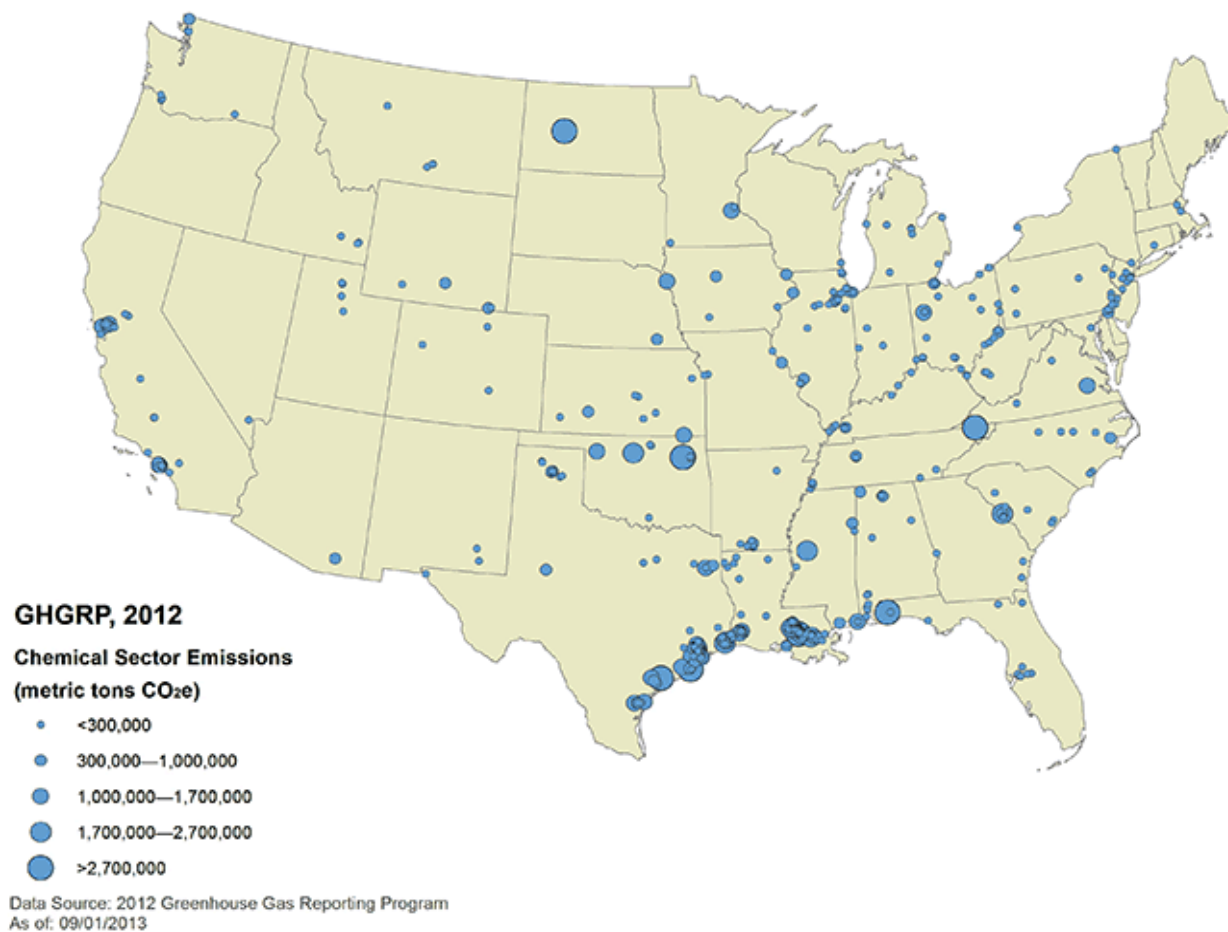 GHGRP, 2012
Chemical Sector Emissions
(metric tons CO₂e)
<300,000
300,000—1,000,000
1,000,000—1,700,000
1,700,000—2,700,000
>2,700,000
Data Source: 2012 Greenhouse Gas Reporting Program
As of: 09/01/2013